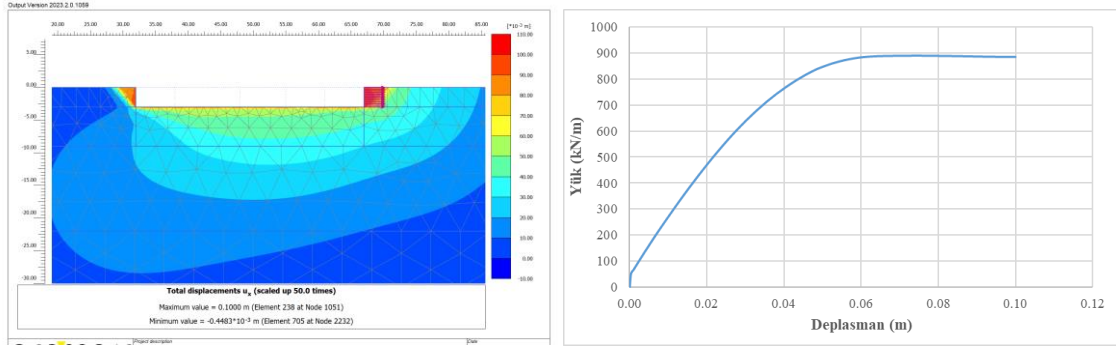 Output Version 2023.2.0 1059
20.00 25.00 30.00 35.00 40.00 45.00 50.00 55.00 60.00 65.00 70.00 75.00 80.00 85.00
[*10⁻³ m]
5.00
0.00
-5.00
-10.00
-15.00
-20.00
-25.00
-30.00
110.00
100.00
90.00
80.00
70.00
60.00
50.00
40.00
30.00
20.00
10.00
0.00
-10.00
Total displacements uₓ (scaled up 50.0 times)
Maximum value = 0.1000 m (Element 238 at Node 1051)
Minimum value = -0.4483*10⁻³ m (Element 705 at Node 2232)
Project description
Date
1000
900
800
700
600
500
400
300
200
100
0
Yük (kN/m)
0.00 0.02 0.04 0.06 0.08 0.10 0.12
Deplasman (m)